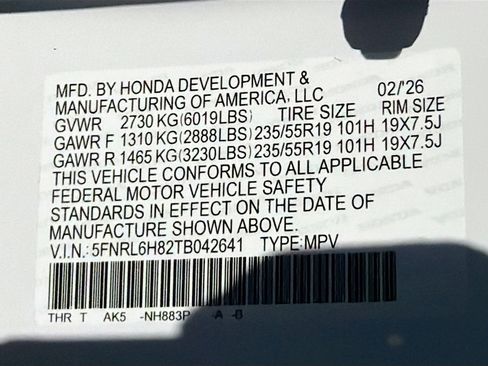 MFD. BY HONDA DEVELOPMENT &
MANUFACTURING OF AMERICA, LLC 02/'26
GVWR 2730 KG(6019LBS) TIRE SIZE RIM SIZE
GAWR F 1310 KG(2888LBS) 235/55R19 101H 19X7.5J
GAWR R 1465 KG(3230LBS) 235/55R19 101H 19X7.5J
THIS VEHICLE CONFORMS TO ALL APPLICABLE
FEDERAL MOTOR VEHICLE SAFETY
STANDARDS IN EFFECT ON THE DATE OF
MANUFACTURE SHOWN ABOVE.
V.I.N.: 5FNRL6H82TB042641 TYPE:MPV
THR T AK5 -NH883P -A -B